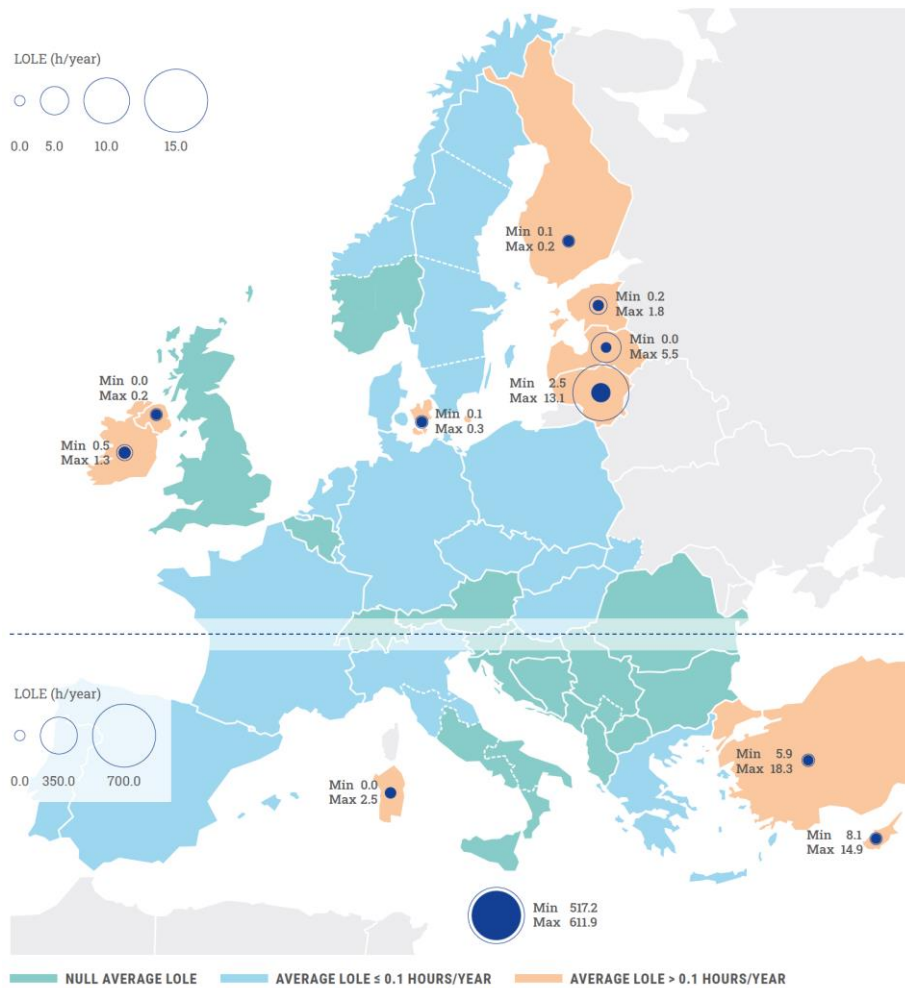 LOLE (h/year)
0.0 5.0 10.0 15.0
Min 0.1
Max 0.2
Min 0.2
Max 1.8
Min 0.0
Max 5.5
Min 2.5
Max 13.1
Min 0.0
Max 0.2
Min 0.1
Max 0.3
Min 0.5
Max 1.3
LOLE (h/year)
0.0 350.0 700.0
Min 5.9
Max 18.3
Min 0.0
Max 2.5
Min 8.1
Max 14.9
Min 517.2
Max 611.9
NULL AVERAGE LOLE AVERAGE LOLE ≤ 0.1 HOURS/YEAR AVERAGE LOLE > 0.1 HOURS/YEAR